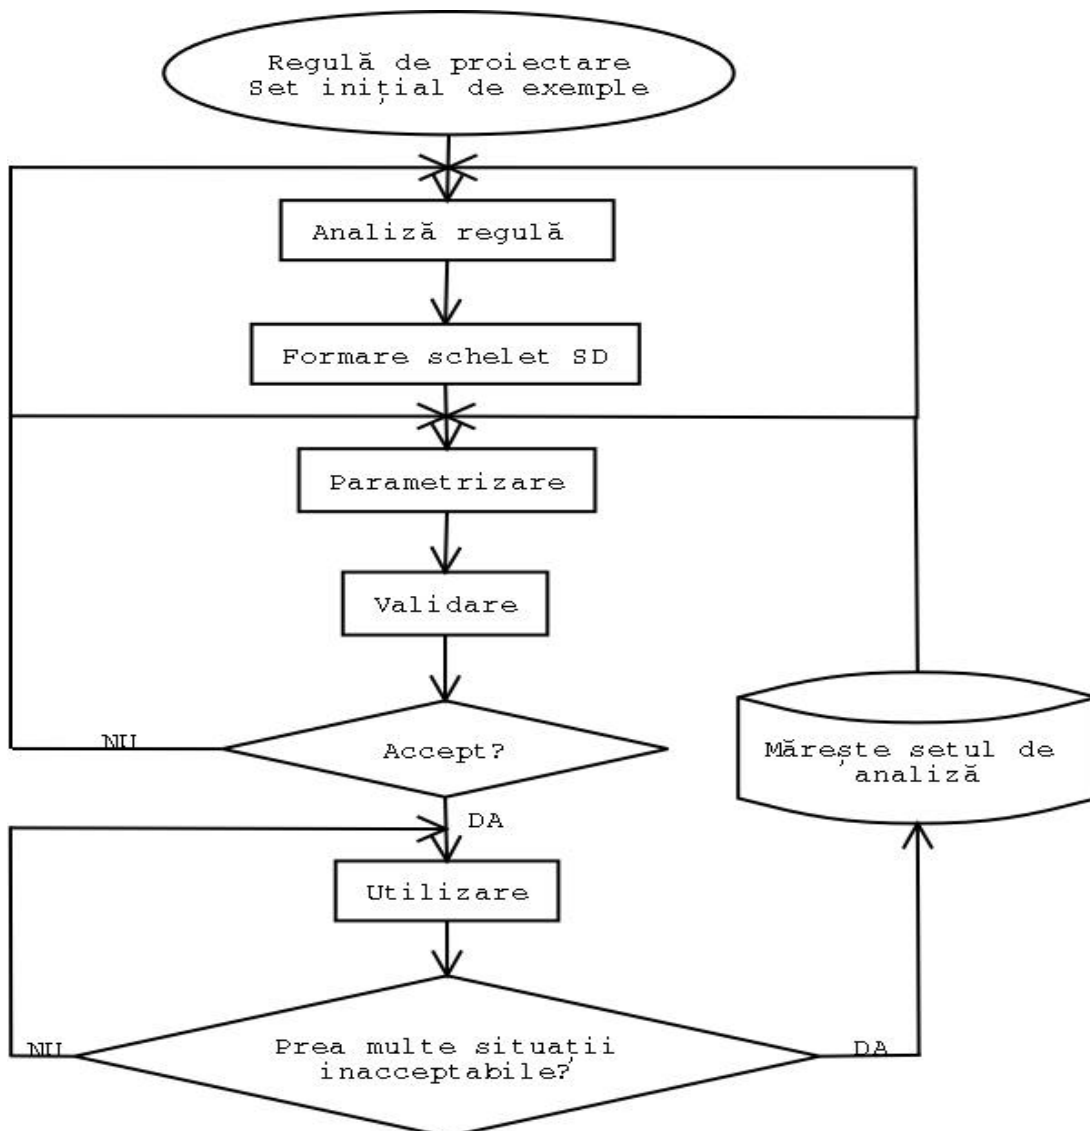 Regulă de proiectare
Set inițial de exemple
Analiză regulă
Formare schelet SD
Parametrizare
Validare
NU
Accept?
Mărește setul de
analiză
DA
Utilizare
NU
Prea multe situații
inacceptabile?
DA